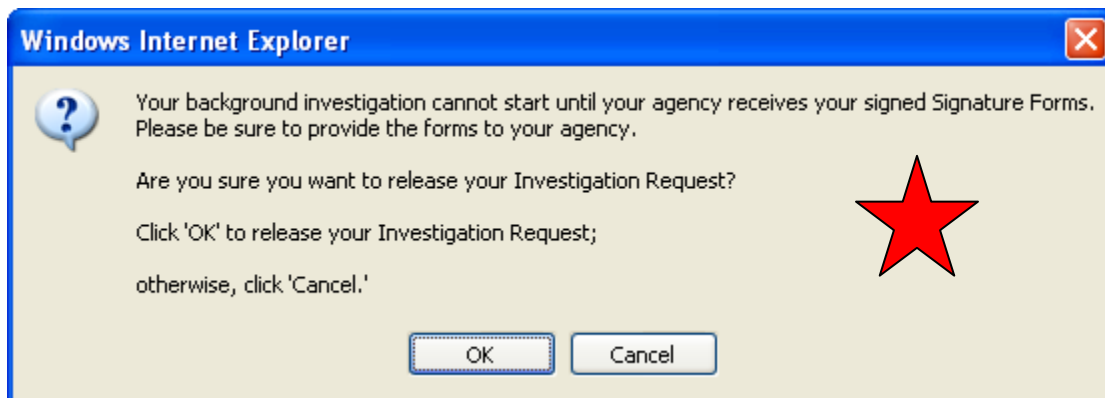 Windows Internet Explorer
Your background investigation cannot start until your agency receives your signed Signature Forms.
Please be sure to provide the forms to your agency.
Are you sure you want to release your Investigation Request?
Click 'OK' to release your Investigation Request;
otherwise, click 'Cancel.'
OK
Cancel